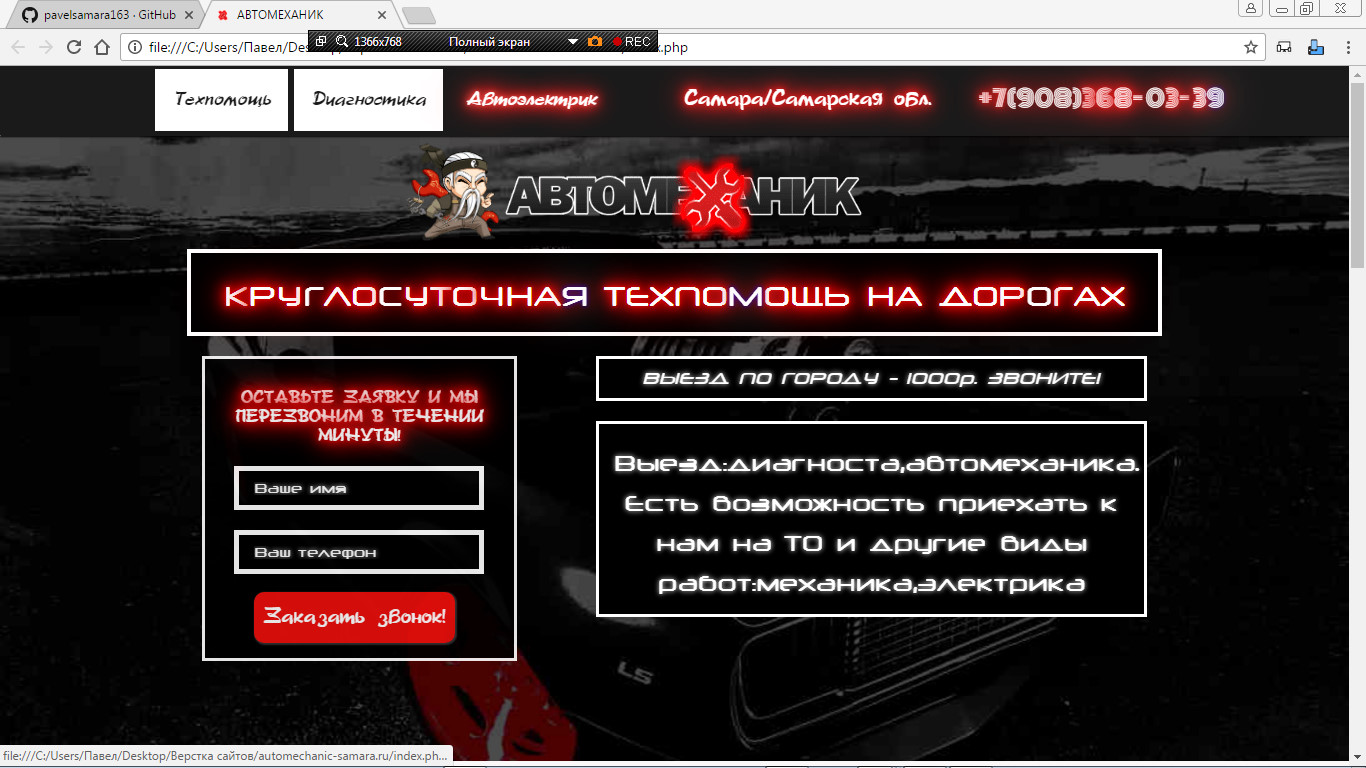 pavelsamara163 · GitHub
АВТОМЕХАНИК
1366x768 Полный экран REC
file:///C:/Users/Павел/Des
x.php
Техпомощь Диагностика Автоэлектрик Самара/Самарская обл. +7(908)368-03-39
АВТОМЕХАНИК
КРУГЛОСУТОЧНАЯ ТЕХПОМОЩЬ НА ДОРОГАХ
ОСТАВЬТЕ ЗАЯВКУ И МЫ
ПЕРЕЗВОНИМ В ТЕЧЕНИИ
МИНУТЫ!
Ваше имя
Ваш телефон
Заказать звонок!
ВЫЕЗД ПО ГОРОДУ - 1000р. ЗВОНИТЕ!
Выезд:диагноста,автомеханика.
Есть возможность приехать к
нам на ТО и другие виды
работ:механика,электрика
LS
file:///C:/Users/Павел/Desktop/Верстка сайтов/automechanic-samara.ru/index.ph...